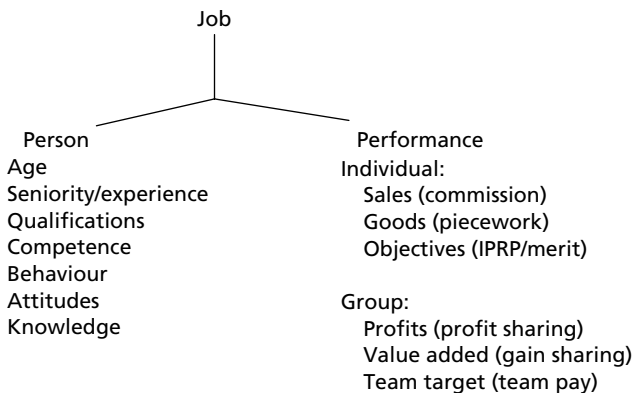 Job
Person
Age
Seniority/experience
Qualifications
Competence
Behaviour
Attitudes
Knowledge
Performance
Individual:
Sales (commission)
Goods (piecework)
Objectives (IPRP/merit)
Group:
Profits (profit sharing)
Value added (gain sharing)
Team target (team pay)